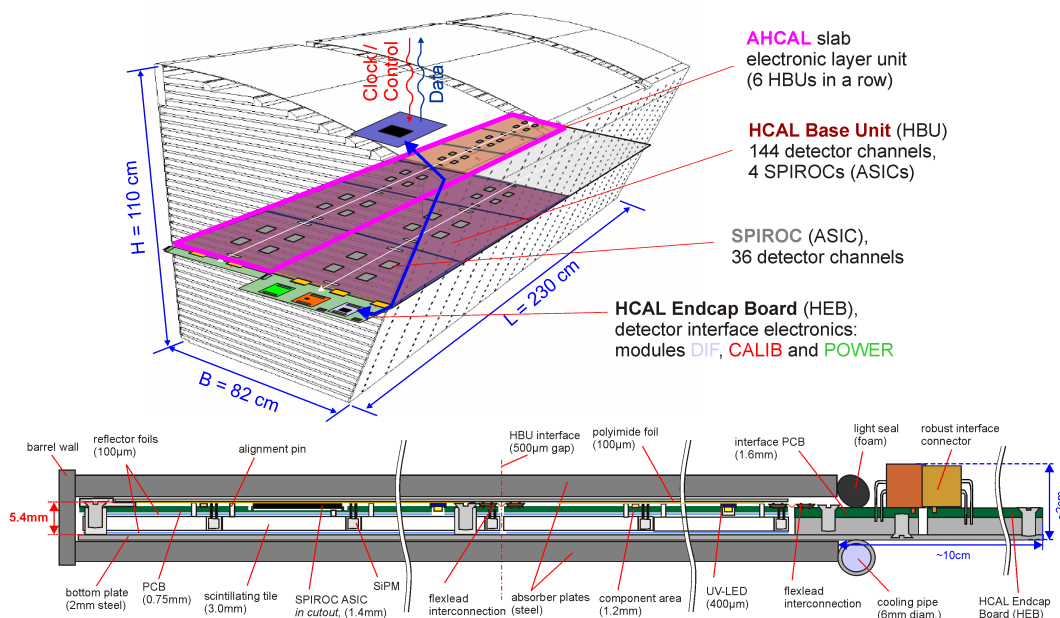 Clock /
Control
Data
AHCAL slab
electronic layer unit
(6 HBUs in a row)
HCAL Base Unit (HBU)
144 detector channels,
4 SPIROCs (ASICs)
H = 110 cm
SPIROC (ASIC),
36 detector channels
L = 230 cm
HCAL Endcap Board (HEB),
detector interface electronics:
modules DIF, CALIB and POWER
B = 82 cm
barrel wall
reflector foils
(100µm)
alignment pin
HBU interface
(500µm gap)
polyimide foil
(100µm)
interface PCB
(1.6mm)
light seal
(foam)
robust interface
connector
5.4mm
~2cm
~10cm
bottom plate
(2mm steel)
PCB
(0.75mm)
scintillating tile
(3.0mm)
SPIROC ASIC
in cutout, (1.4mm)
SiPM
flexlead
interconnection
absorber plates
(steel)
component area
(1.2mm)
UV-LED
(400µm)
flexlead
interconnection
cooling pipe
(6mm diam.)
HCAL Endcap
Board (HEB)